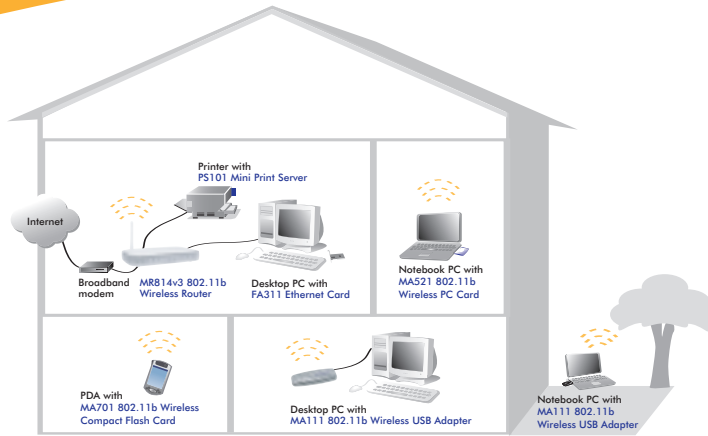 Printer with
PS101 Mini Print Server
Internet
Broadband
modem
MR814v3 802.11b
Wireless Router
Desktop PC with
FA311 Ethernet Card
Notebook PC with
MA521 802.11b
Wireless PC Card
PDA with
MA701 802.11b Wireless
Compact Flash Card
Desktop PC with
MA111 802.11b Wireless USB Adapter
Notebook PC with
MA111 802.11b
Wireless USB Adapter